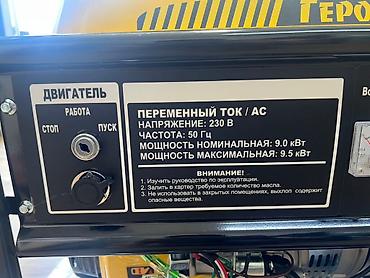 ГЕРО
ДВИГАТЕЛЬ
РАБОТА
СТОП ПУСК
ПЕРЕМЕННЫЙ ТОК / AC
НАПРЯЖЕНИЕ: 230 В
ЧАСТОТА: 50 Гц
МОЩНОСТЬ НОМИНАЛЬНАЯ: 9.0 кВт
МОЩНОСТЬ МАКСИМАЛЬНАЯ: 9.5 кВт
ВНИМАНИЕ!
1. Изучить руководство по эксплуатации.
2. Залить в картер требуемое количество масла.
3. Не использовать в закрытых помещениях, выхлоп содержит
опасные вещества.